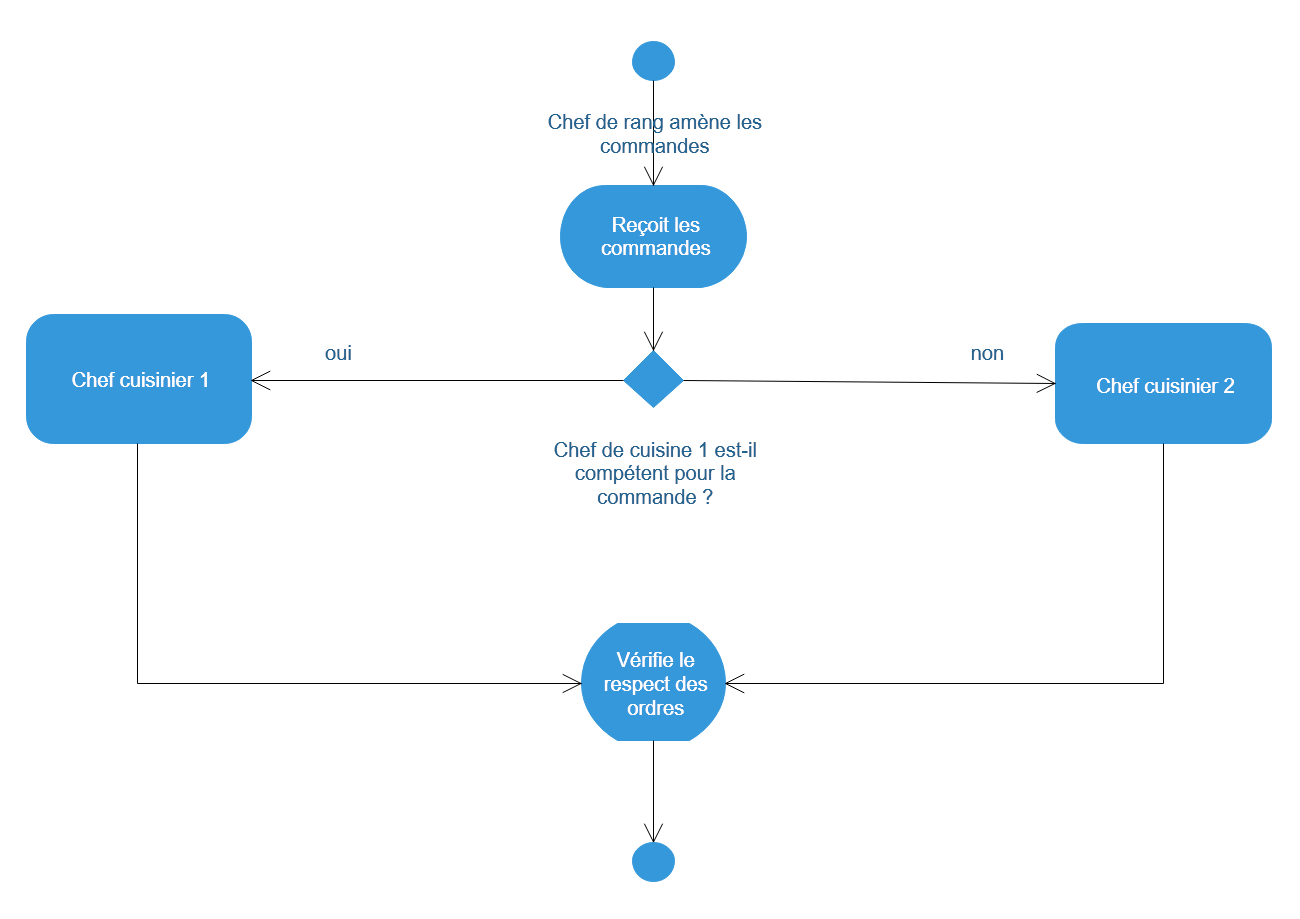 Chef de rang amène les
commandes
Reçoit les
commandes
oui
non
Chef cuisinier 1
Chef cuisinier 2
Chef de cuisine 1 est-il
compétent pour la
commande ?
Vérifie le
respect des
ordres